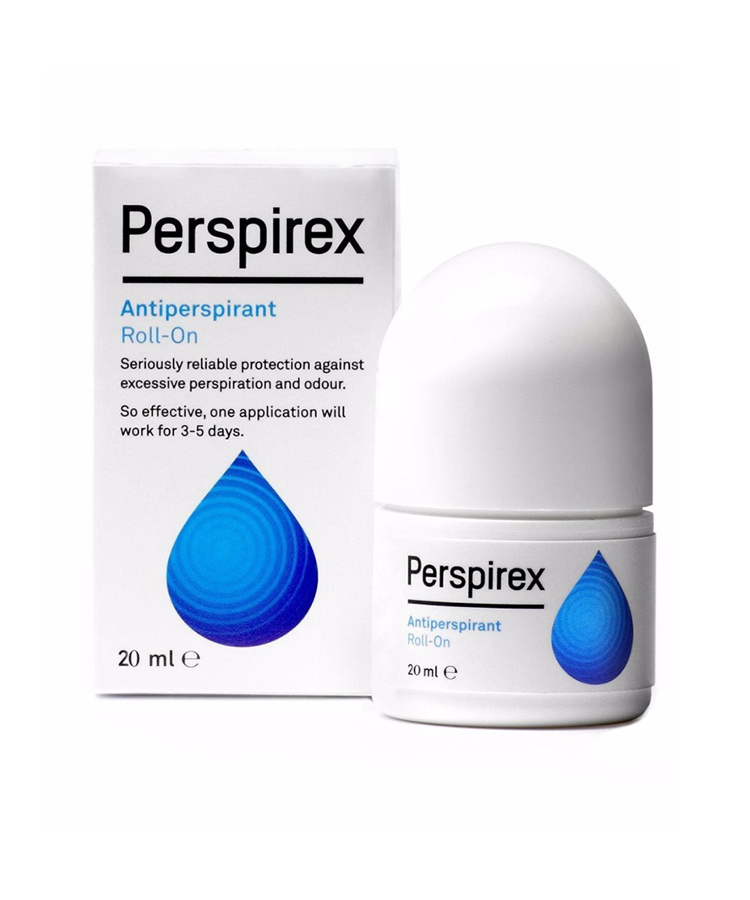 Perspirex
Antiperspirant
Roll-On
Seriously reliable protection against
excessive perspiration and odour.
So effective, one application will
work for 3-5 days.
20 ml ℮
Perspirex
Antiperspirant
Roll-On
20 ml ℮